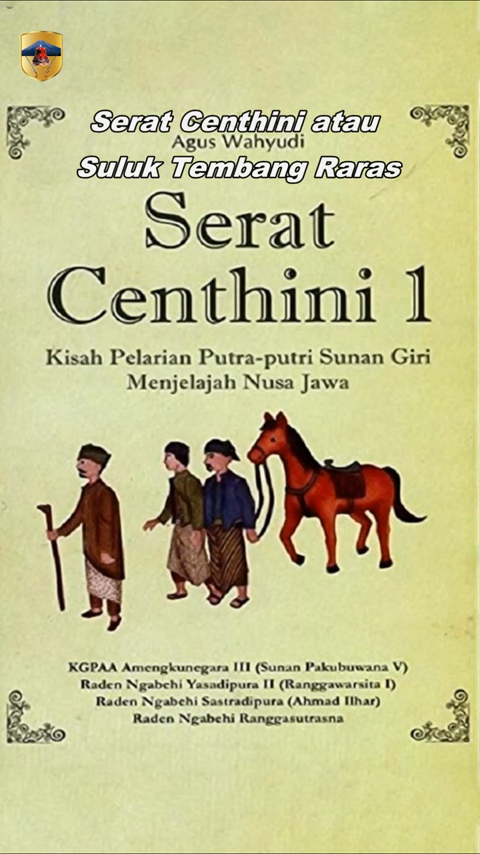 Serat Centhini atau
Agus Wahyudi
Suluk Tembang Raras
Serat
Centhini 1
Kisah Pelarian Putra-putri Sunan Giri
Menjelajah Nusa Jawa
KGPAA Amengkunegara III (Sunan Pakubuwana V)
Raden Ngabehi Yasadipura II (Ranggawarsita I)
Raden Ngabehi Sastradipura (Ahmad Ilhar)
Raden Ngabehi Ranggasutrasna